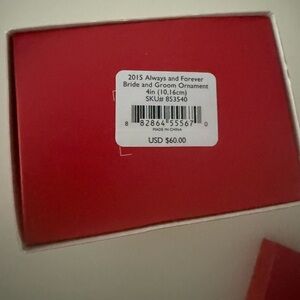 2015 Always and Forever
Bride and Groom Ornament
4in (10.16cm)
SKU# 853540
8 82864 55567 0
MADE IN CHINA
USD $60.00